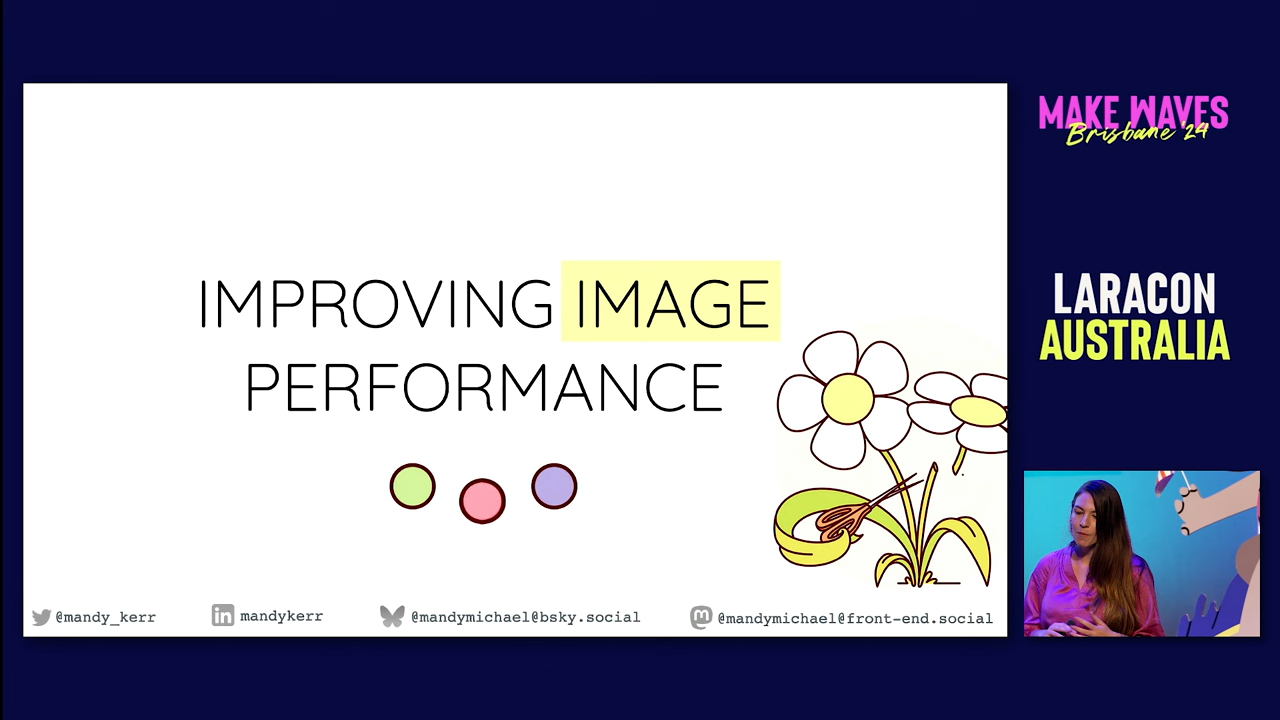 IMPROVING IMAGE
PERFORMANCE
@mandy_kerr
mandykerr
@mandymichael@bsky.social
@mandymichael@front-end.social
MAKE WAVES
Brisbane '24
LARACON
AUSTRALIA